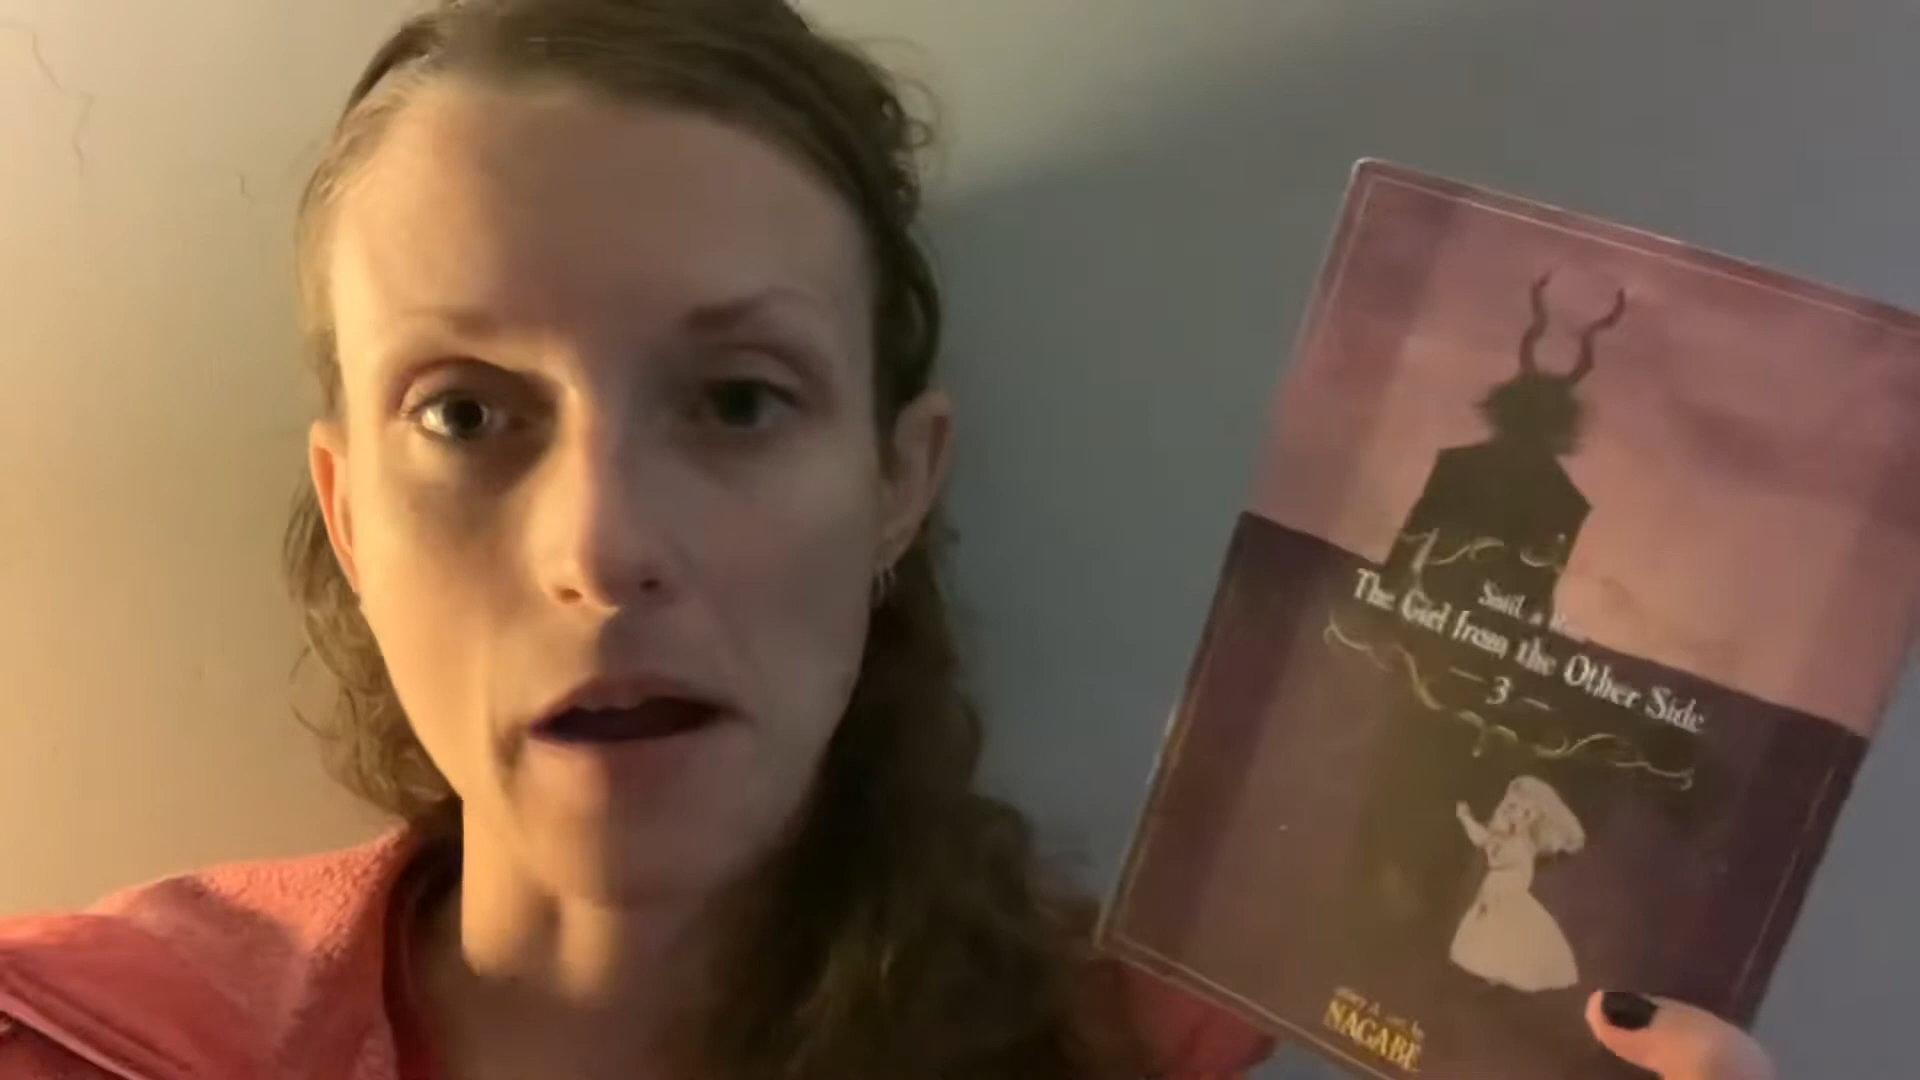 The Girl from the Other Side
3
NAGABE